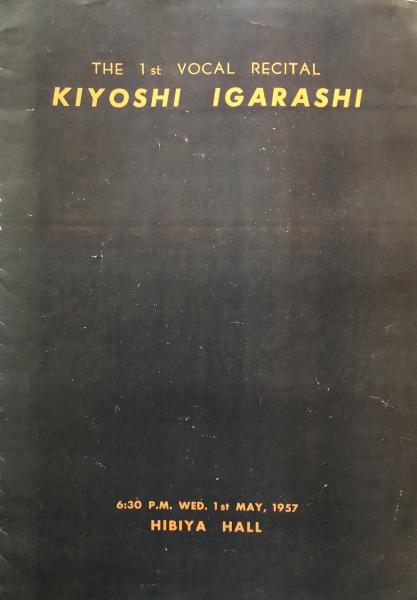 THE 1st VOCAL RECITAL
KIYOSHI IGARASHI
6:30 P.M. WED. 1st MAY, 1957
HIBIYA HALL